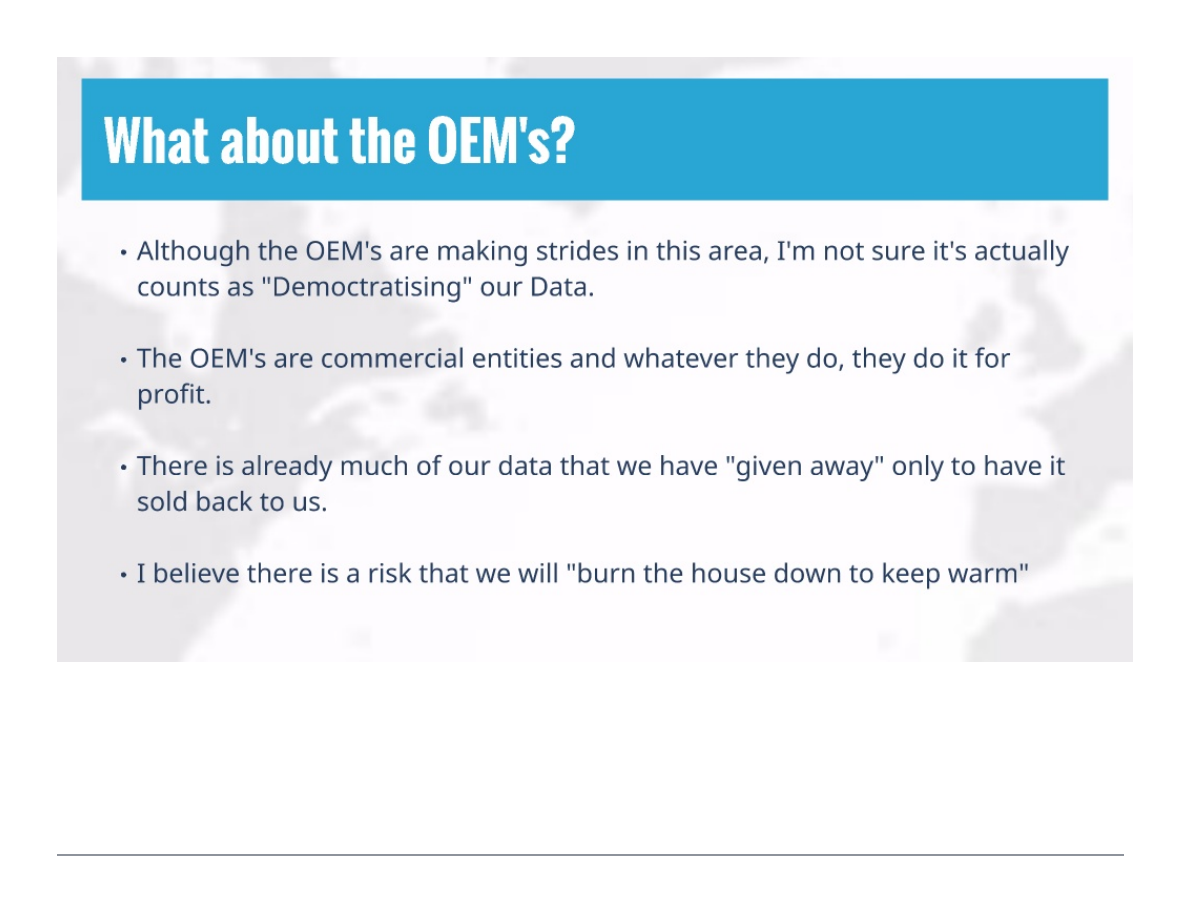 What about the OEM's?
• Although the OEM's are making strides in this area, I'm not sure it's actually
counts as "Democtratising" our Data.
• The OEM's are commercial entities and whatever they do, they do it for
profit.
• There is already much of our data that we have "given away" only to have it
sold back to us.
• I believe there is a risk that we will "burn the house down to keep warm"